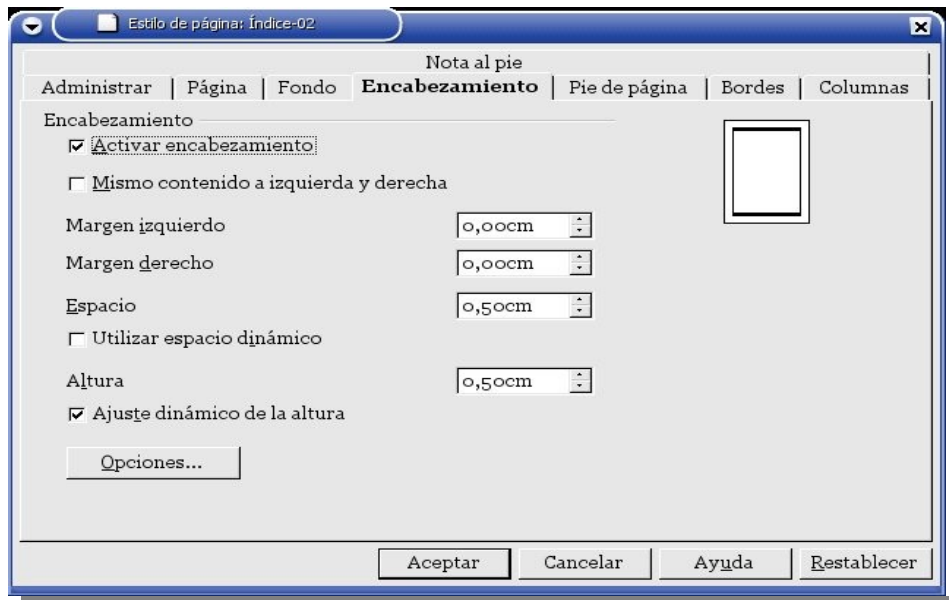 Estilo de página: Índice-02
Nota al pie
Administrar Página Fondo Encabezamiento Pie de página Bordes Columnas
Encabezamiento
Activar encabezamiento
Mismo contenido a izquierda y derecha
Margen izquierdo 0,00cm
Margen derecho 0,00cm
Espacio 0,50cm
Utilizar espacio dinámico
Altura 0,50cm
Ajuste dinámico de la altura
Opciones...
Aceptar Cancelar Ayuda Restablecer